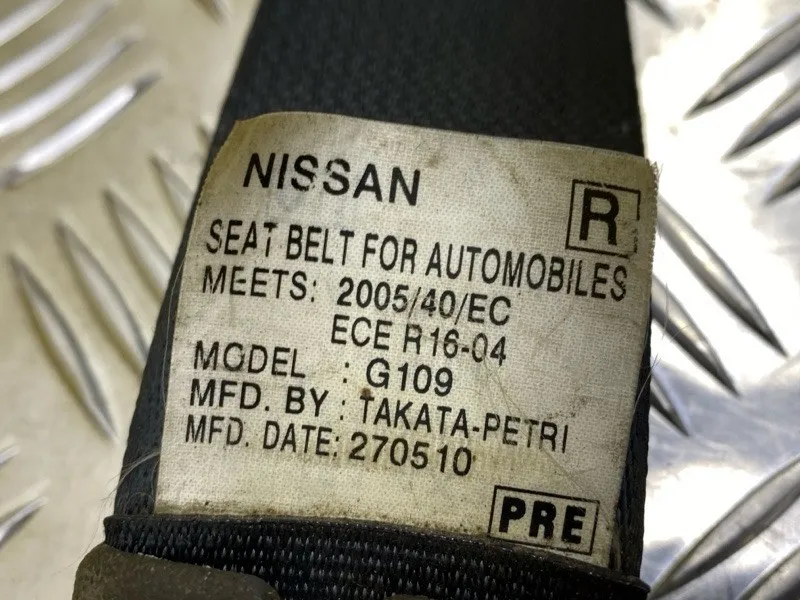 NISSAN
R
SEAT BELT FOR AUTOMOBILES
MEETS: 2005/40/EC
ECE R16-04
MODEL : G109
MFD. BY : TAKATA-PETRI
MFD. DATE: 270510
PRE